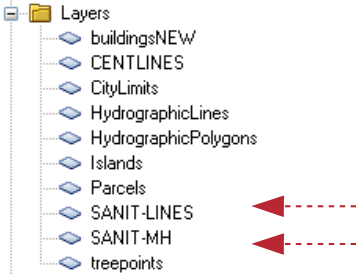 Layers
buildingsNEW
CENTLINES
CityLimits
HydrographicLines
HydrographicPolygons
Islands
Parcels
SANIT-LINES
SANIT-MH
treepoints